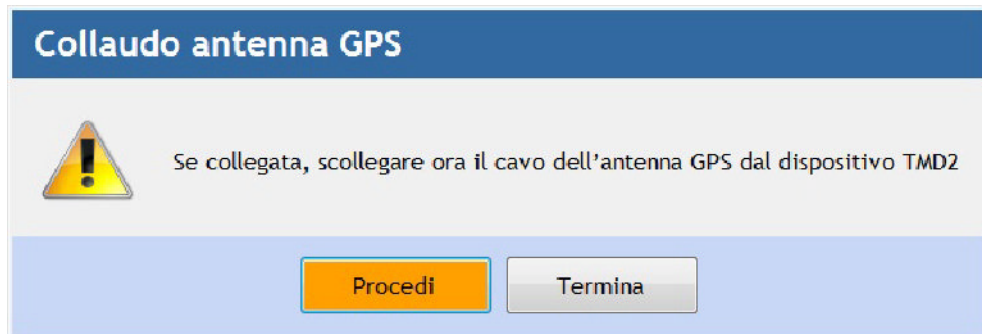 Collaudo antenna GPS
Se collegata, scollegare ora il cavo dell'antenna GPS dal dispositivo TMD2
Procedi
Termina